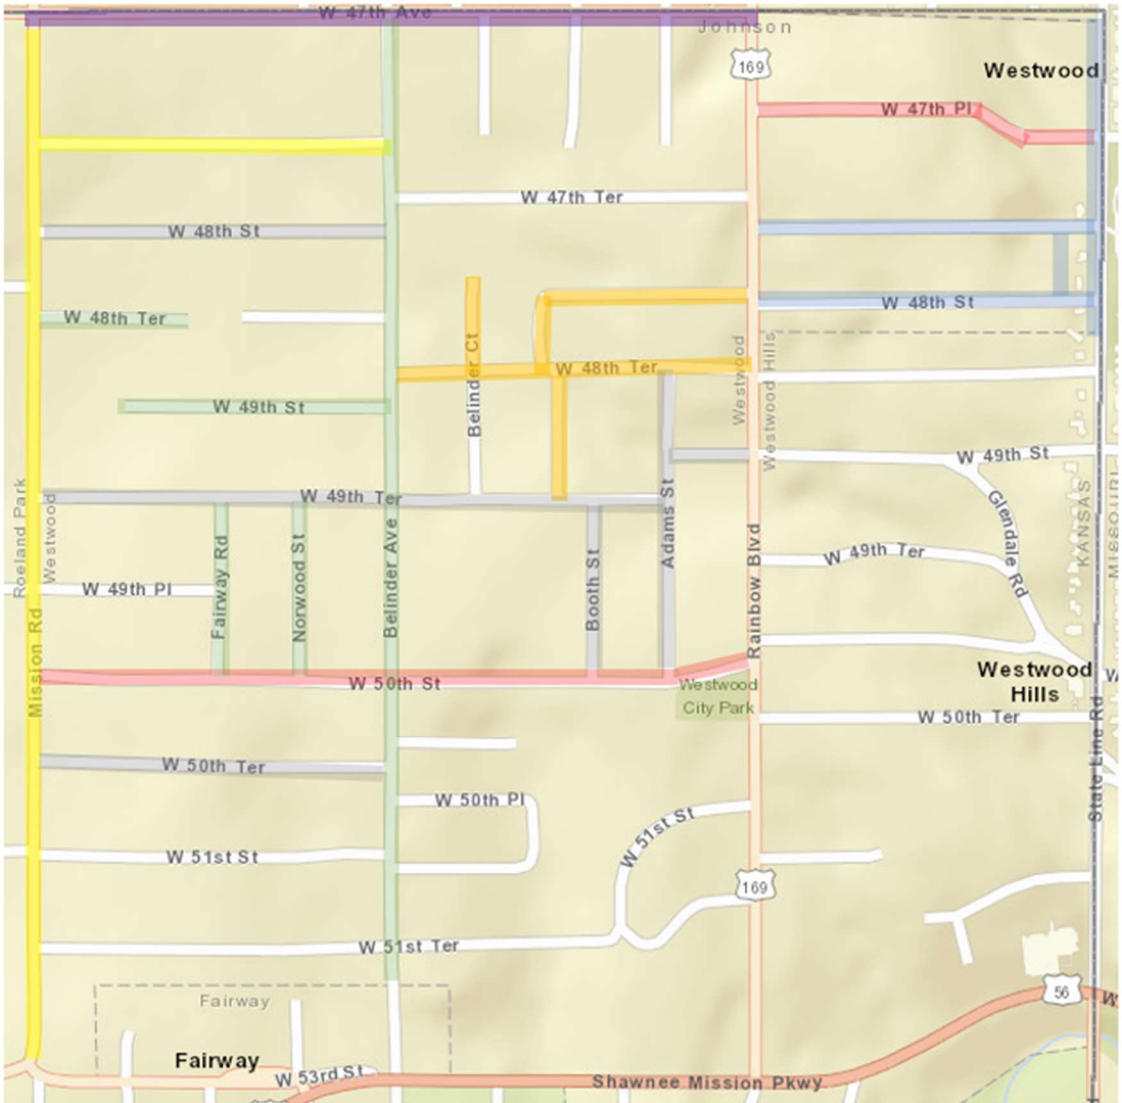 W 47th Ave
Johnson
169
Westwood
W 47th Pl
W 47th Ter
W 48th St
W 48th St
W 48th Ter
Belinder Ct
W 48th Ter
Westwood
Westwood Hills
W 49th St
W 49th St
Roeland Park
Westwood
W 49th Ter
Adams St
Glendale Rd
KANSAS
MISSOURI
W 49th Pl
Fairway Rd
Norwood St
Belinder Ave
Booth St
Rainbow Blvd
W 49th Ter
Mission Rd
W 50th St
Westwood
City Park
Westwood
Hills
W
W 50th Ter
State Line Rd
W 50th Ter
W 50th Pl
W 51st St
W 51st St
169
W 51st Ter
56
W
Fairway
Fairway
W 53rd St
Shawnee Mission Pkwy